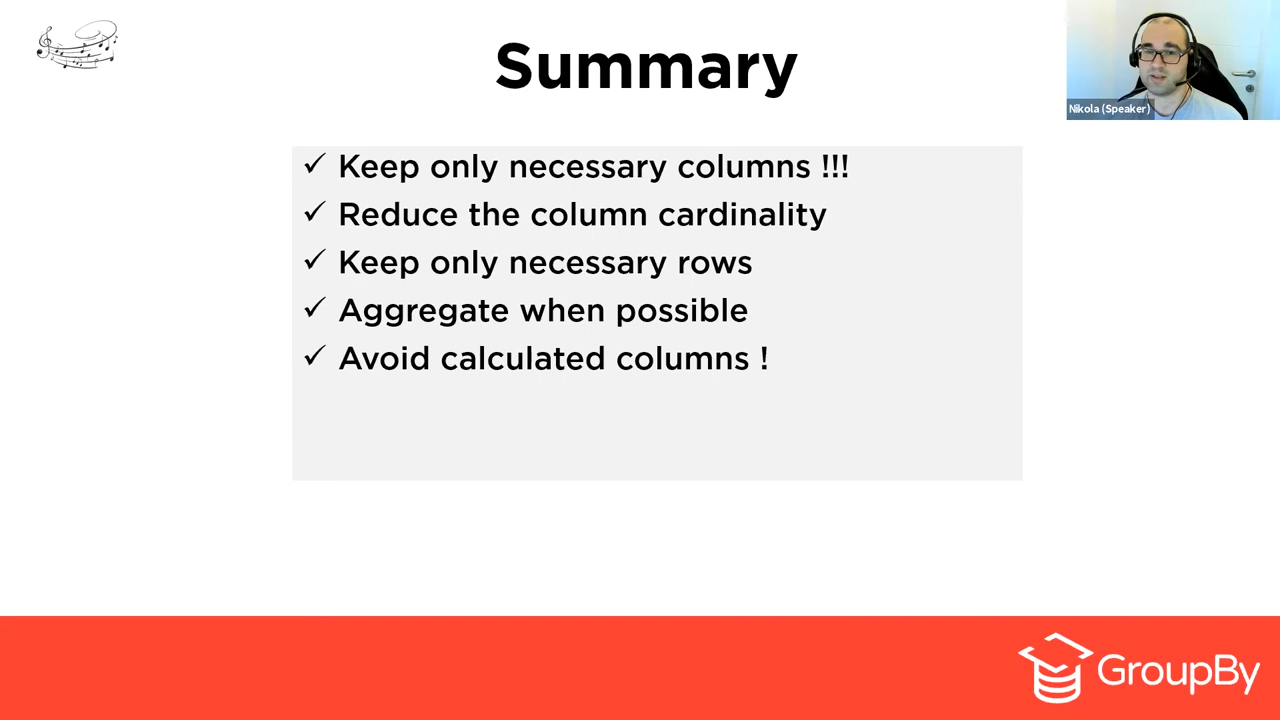 Summary
Nikola (Speaker)
✓ Keep only necessary columns !!!
✓ Reduce the column cardinality
✓ Keep only necessary rows
✓ Aggregate when possible
✓ Avoid calculated columns !
GroupBy